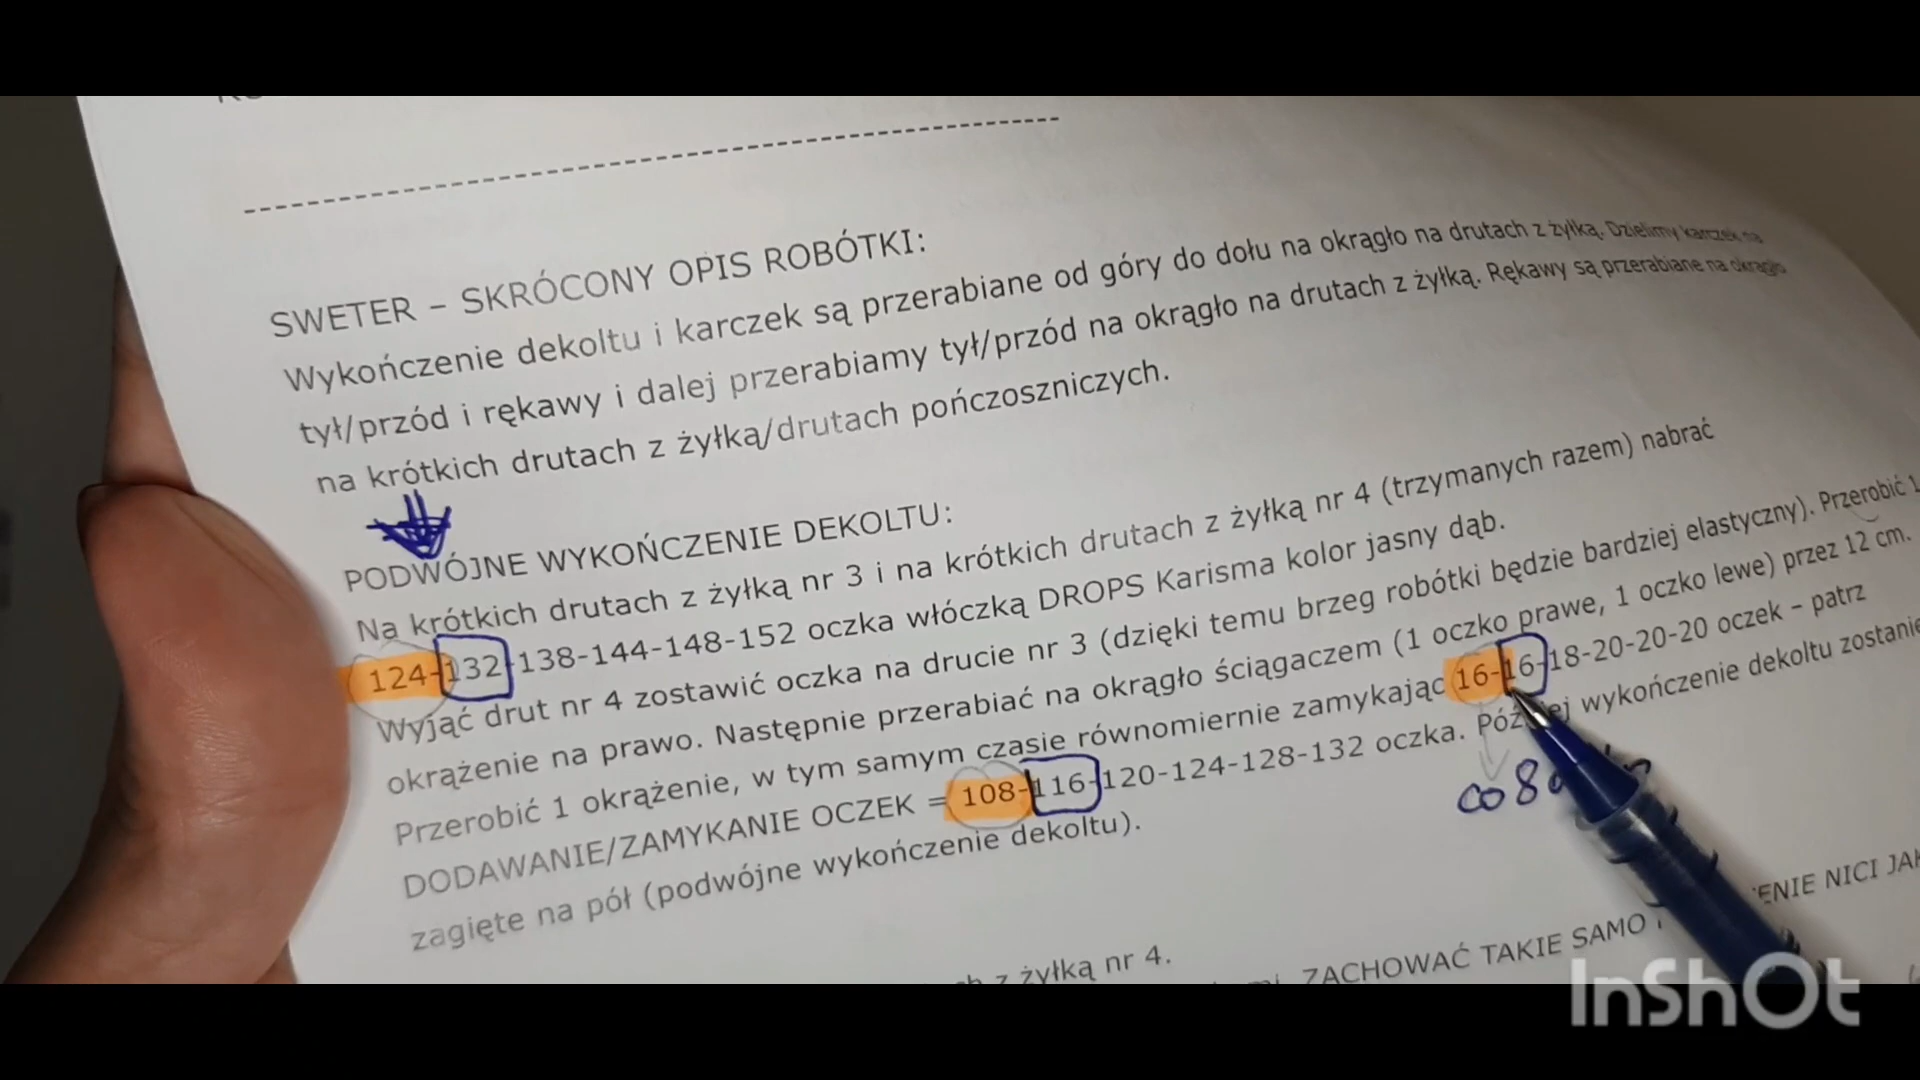 SWETER – SKRÓCONY OPIS ROBÓTKI:
Wykończenie dekoltu i karczek są przerabiane od góry do dołu na okrągło na drutach z żyłką. Dzielimy karczek na
tył/przód i rękawy i dalej przerabiamy tył/przód na okrągło na drutach z żyłką. Rękawy są przerabiane na okrągło
na krótkich drutach z żyłką/drutach pończoszniczych.
PODWÓJNE WYKOŃCZENIE DEKOLTU:
Na krótkich drutach z żyłką nr 3 i na krótkich drutach z żyłką nr 4 (trzymanych razem) nabrać
124-132-138-144-148-152 oczka włóczką DROPS Karisma kolor jasny dąb.
Wyjąć drut nr 4 zostawić oczka na drucie nr 3 (dzięki temu brzeg robótki będzie bardziej elastyczny). Przerobić 1
okrążenie na prawo. Następnie przerabiać na okrągło ściągaczem (1 oczko prawe, 1 oczko lewe) przez 12 cm.
Przerobić 1 okrążenie, w tym samym czasie równomiernie zamykając 16-16-18-20-20-20 oczek – patrz
DODAWANIE/ZAMYKANIE OCZEK = 108-116-120-124-128-132 oczka. Później wykończenie dekoltu zostanie
zagięte na pół (podwójne wykończenie dekoltu).
co 8
z żyłką nr 4.
ZACHOWAĆ TAKIE SAMO
NICI
InShOt